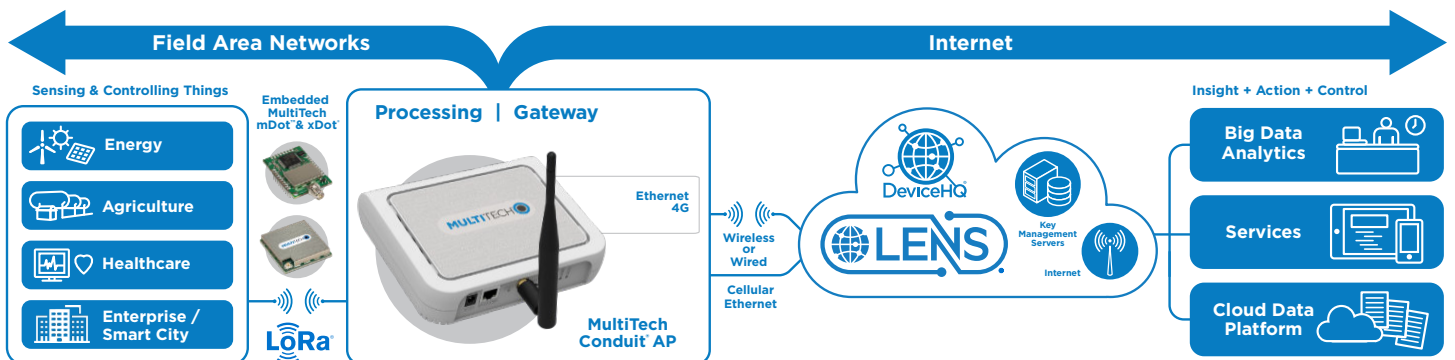 Field Area Networks
Internet
Sensing & Controlling Things
Energy
Agriculture
Healthcare
Enterprise /
Smart City
Embedded
MultiTech
mDot™& xDot®
LoRa®
Processing | Gateway
MULTITECH
Ethernet
4G
MultiTech
Conduit® AP
Wireless
or
Wired
Cellular
Ethernet
DeviceHQ®
LENS®
Key
Management
Servers
Internet
Insight + Action + Control
Big Data
Analytics
Services
Cloud Data
Platform